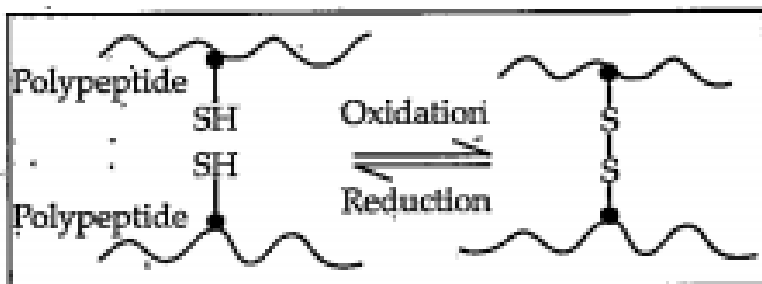 Polypeptide
SH
SH
Polypeptide
Oxidation
Reduction
S
S